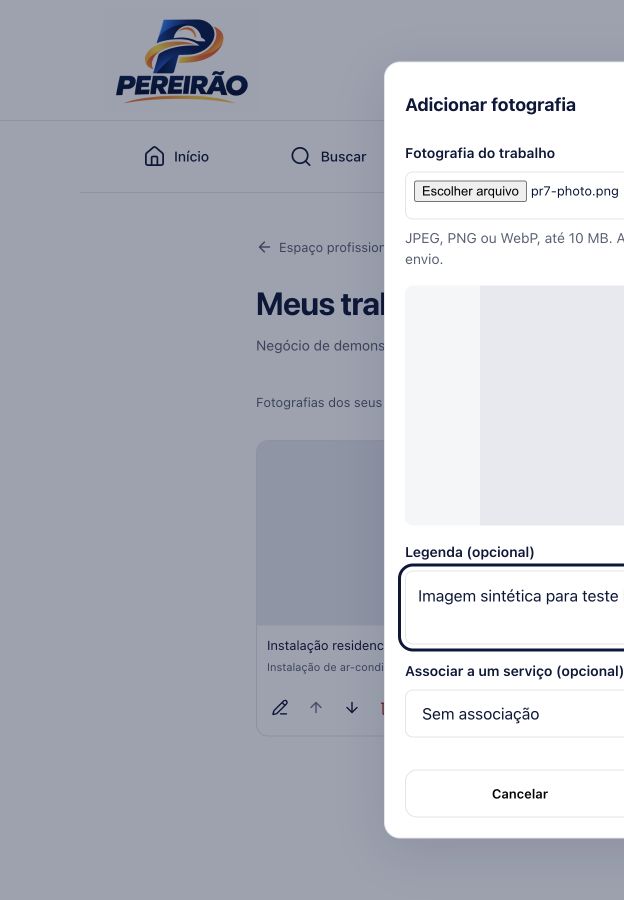 PEREIRÃO
Início
Buscar
Espaço profission
Meus tral
Negócio de demons
Fotografias dos seus
Instalação residenc
Instalação de ar-condi
Adicionar fotografia
Fotografia do trabalho
Escolher arquivo pr7-photo.png
JPEG, PNG ou WebP, até 10 MB. A
envio.
Legenda (opcional)
Imagem sintética para teste
Associar a um serviço (opcional)
Sem associação
Cancelar